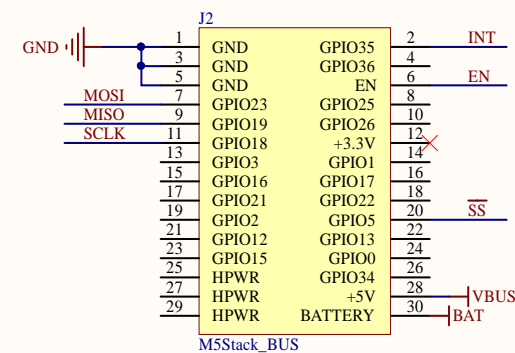 J2
GND
1 GND GPIO35 2 INT
3 GND GPIO36 4
5 GND EN 6 EN
MOSI 7 GPIO23 GPIO25 8
MISO 9 GPIO19 GPIO26 10
SCLK 11 GPIO18 +3.3V 12
13 GPIO3 GPIO1 14
15 GPIO16 GPIO17 16
17 GPIO21 GPIO22 18
19 GPIO2 GPIO5 20 SS
21 GPIO12 GPIO13 22
23 GPIO15 GPIO0 24
25 HPWR GPIO34 26
27 HPWR +5V 28 VBUS
29 HPWR BATTERY 30 BAT
M5Stack_BUS